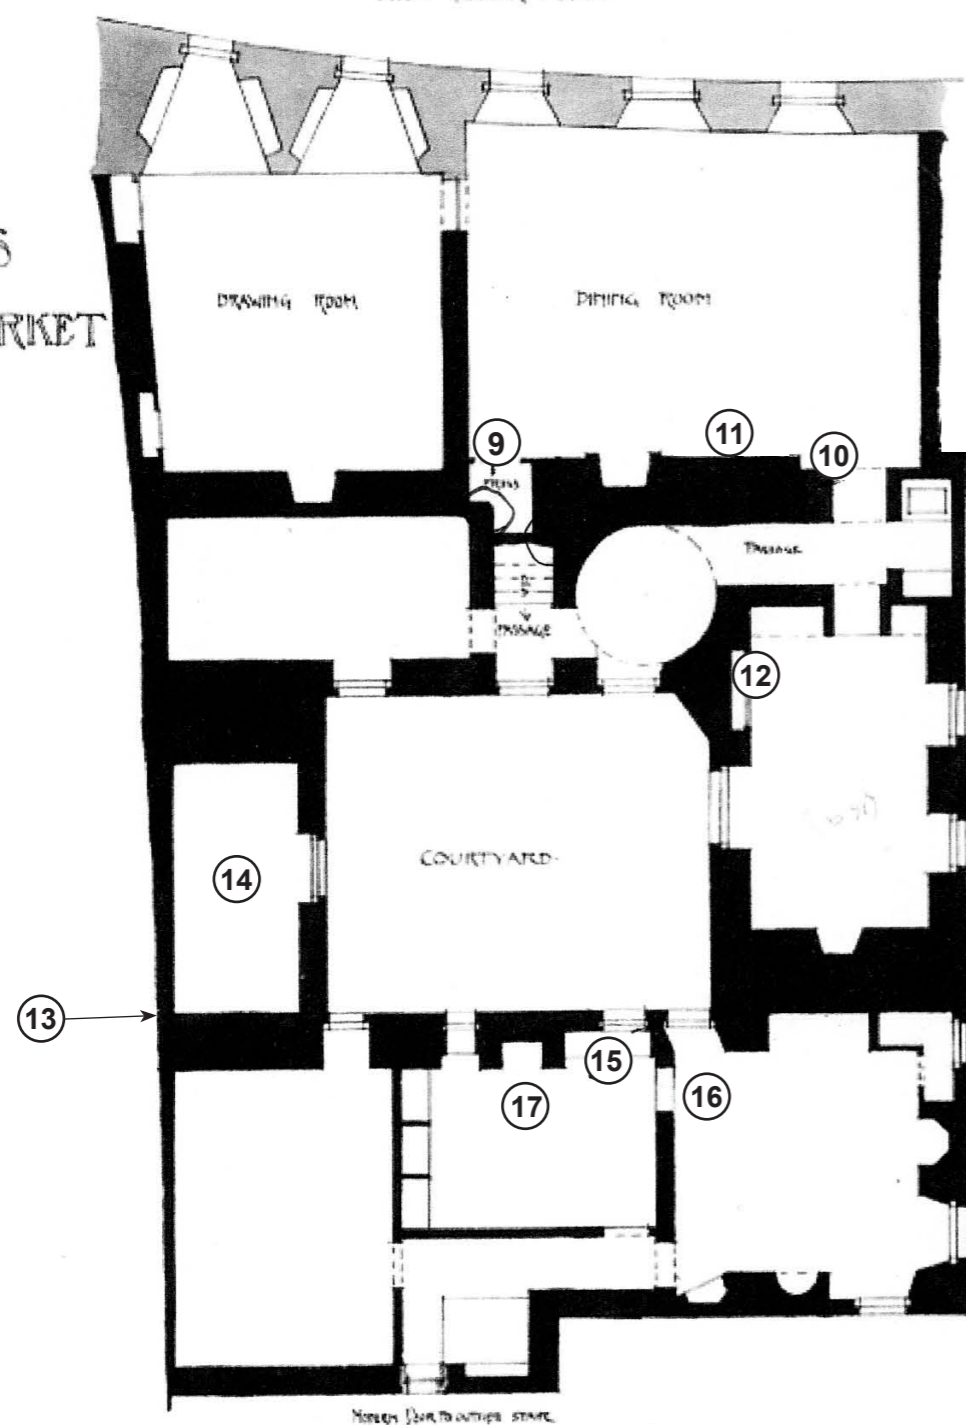 RKET
DRAWING ROOM
DINING ROOM
9
11
10
PASSAGE
PASSAGE
12
COURTYARD
14
13
15
16
17
MODERN DOOR TO OUTSIDE STAIR